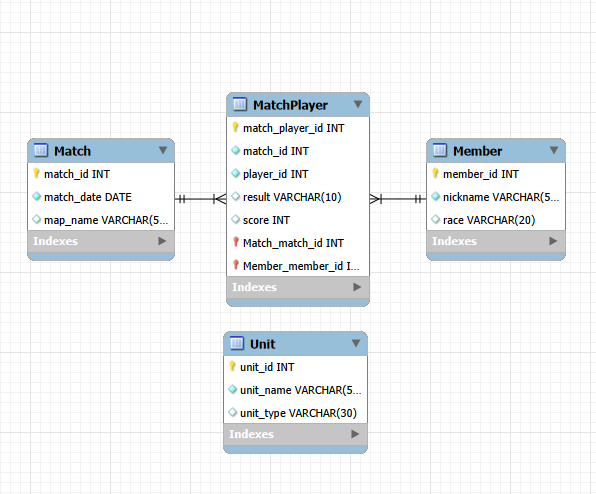 Match
match_id INT
match_date DATE
map_name VARCHAR(5...
Indexes
MatchPlayer
match_player_id INT
match_id INT
player_id INT
result VARCHAR(10)
score INT
Match_match_id INT
Member_member_id I...
Indexes
Member
member_id INT
nickname VARCHAR(5...
race VARCHAR(20)
Indexes
Unit
unit_id INT
unit_name VARCHAR(5...
unit_type VARCHAR(30)
Indexes